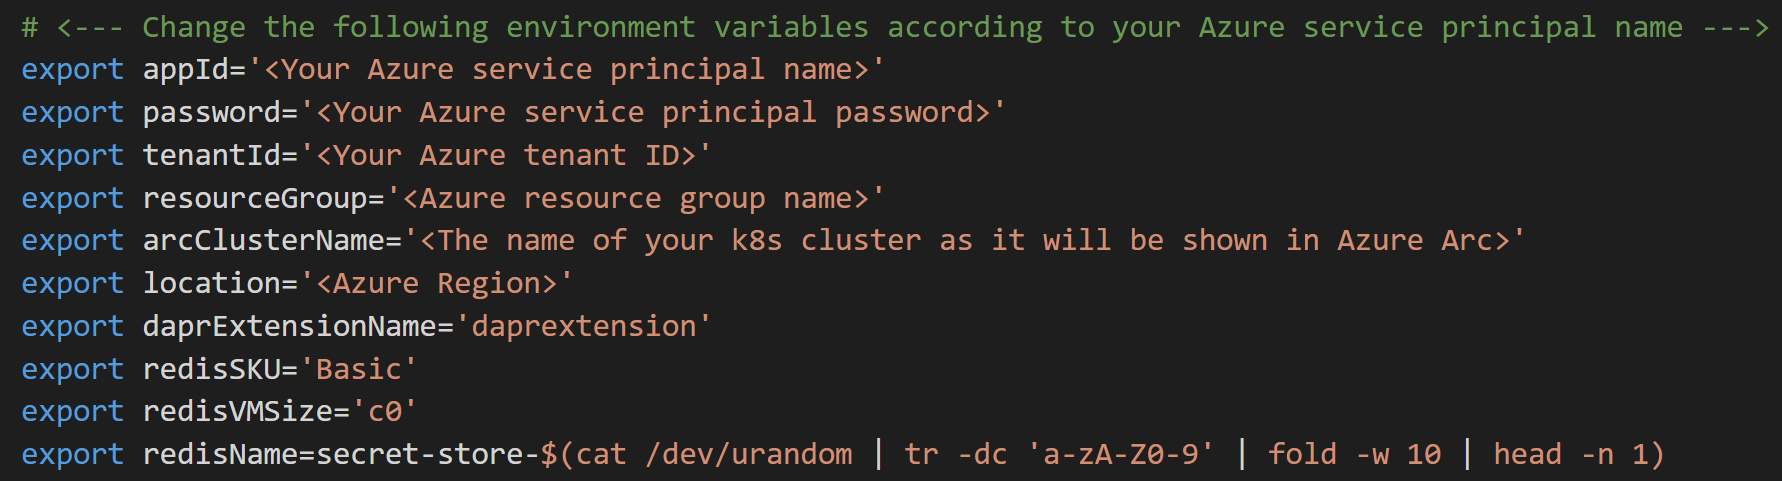 # <--- Change the following environment variables according to your Azure service principal name --->
export appId='<Your Azure service principal name>'
export password='<Your Azure service principal password>'
export tenantId='<Your Azure tenant ID>'
export resourceGroup='<Azure resource group name>'
export arcClusterName='<The name of your k8s cluster as it will be shown in Azure Arc>'
export location='<Azure Region>'
export daprExtensionName='daprextension'
export redisSKU='Basic'
export redisVMSize='c0'
export redisName=secret-store-$(cat /dev/urandom | tr -dc 'a-zA-Z0-9' | fold -w 10 | head -n 1)